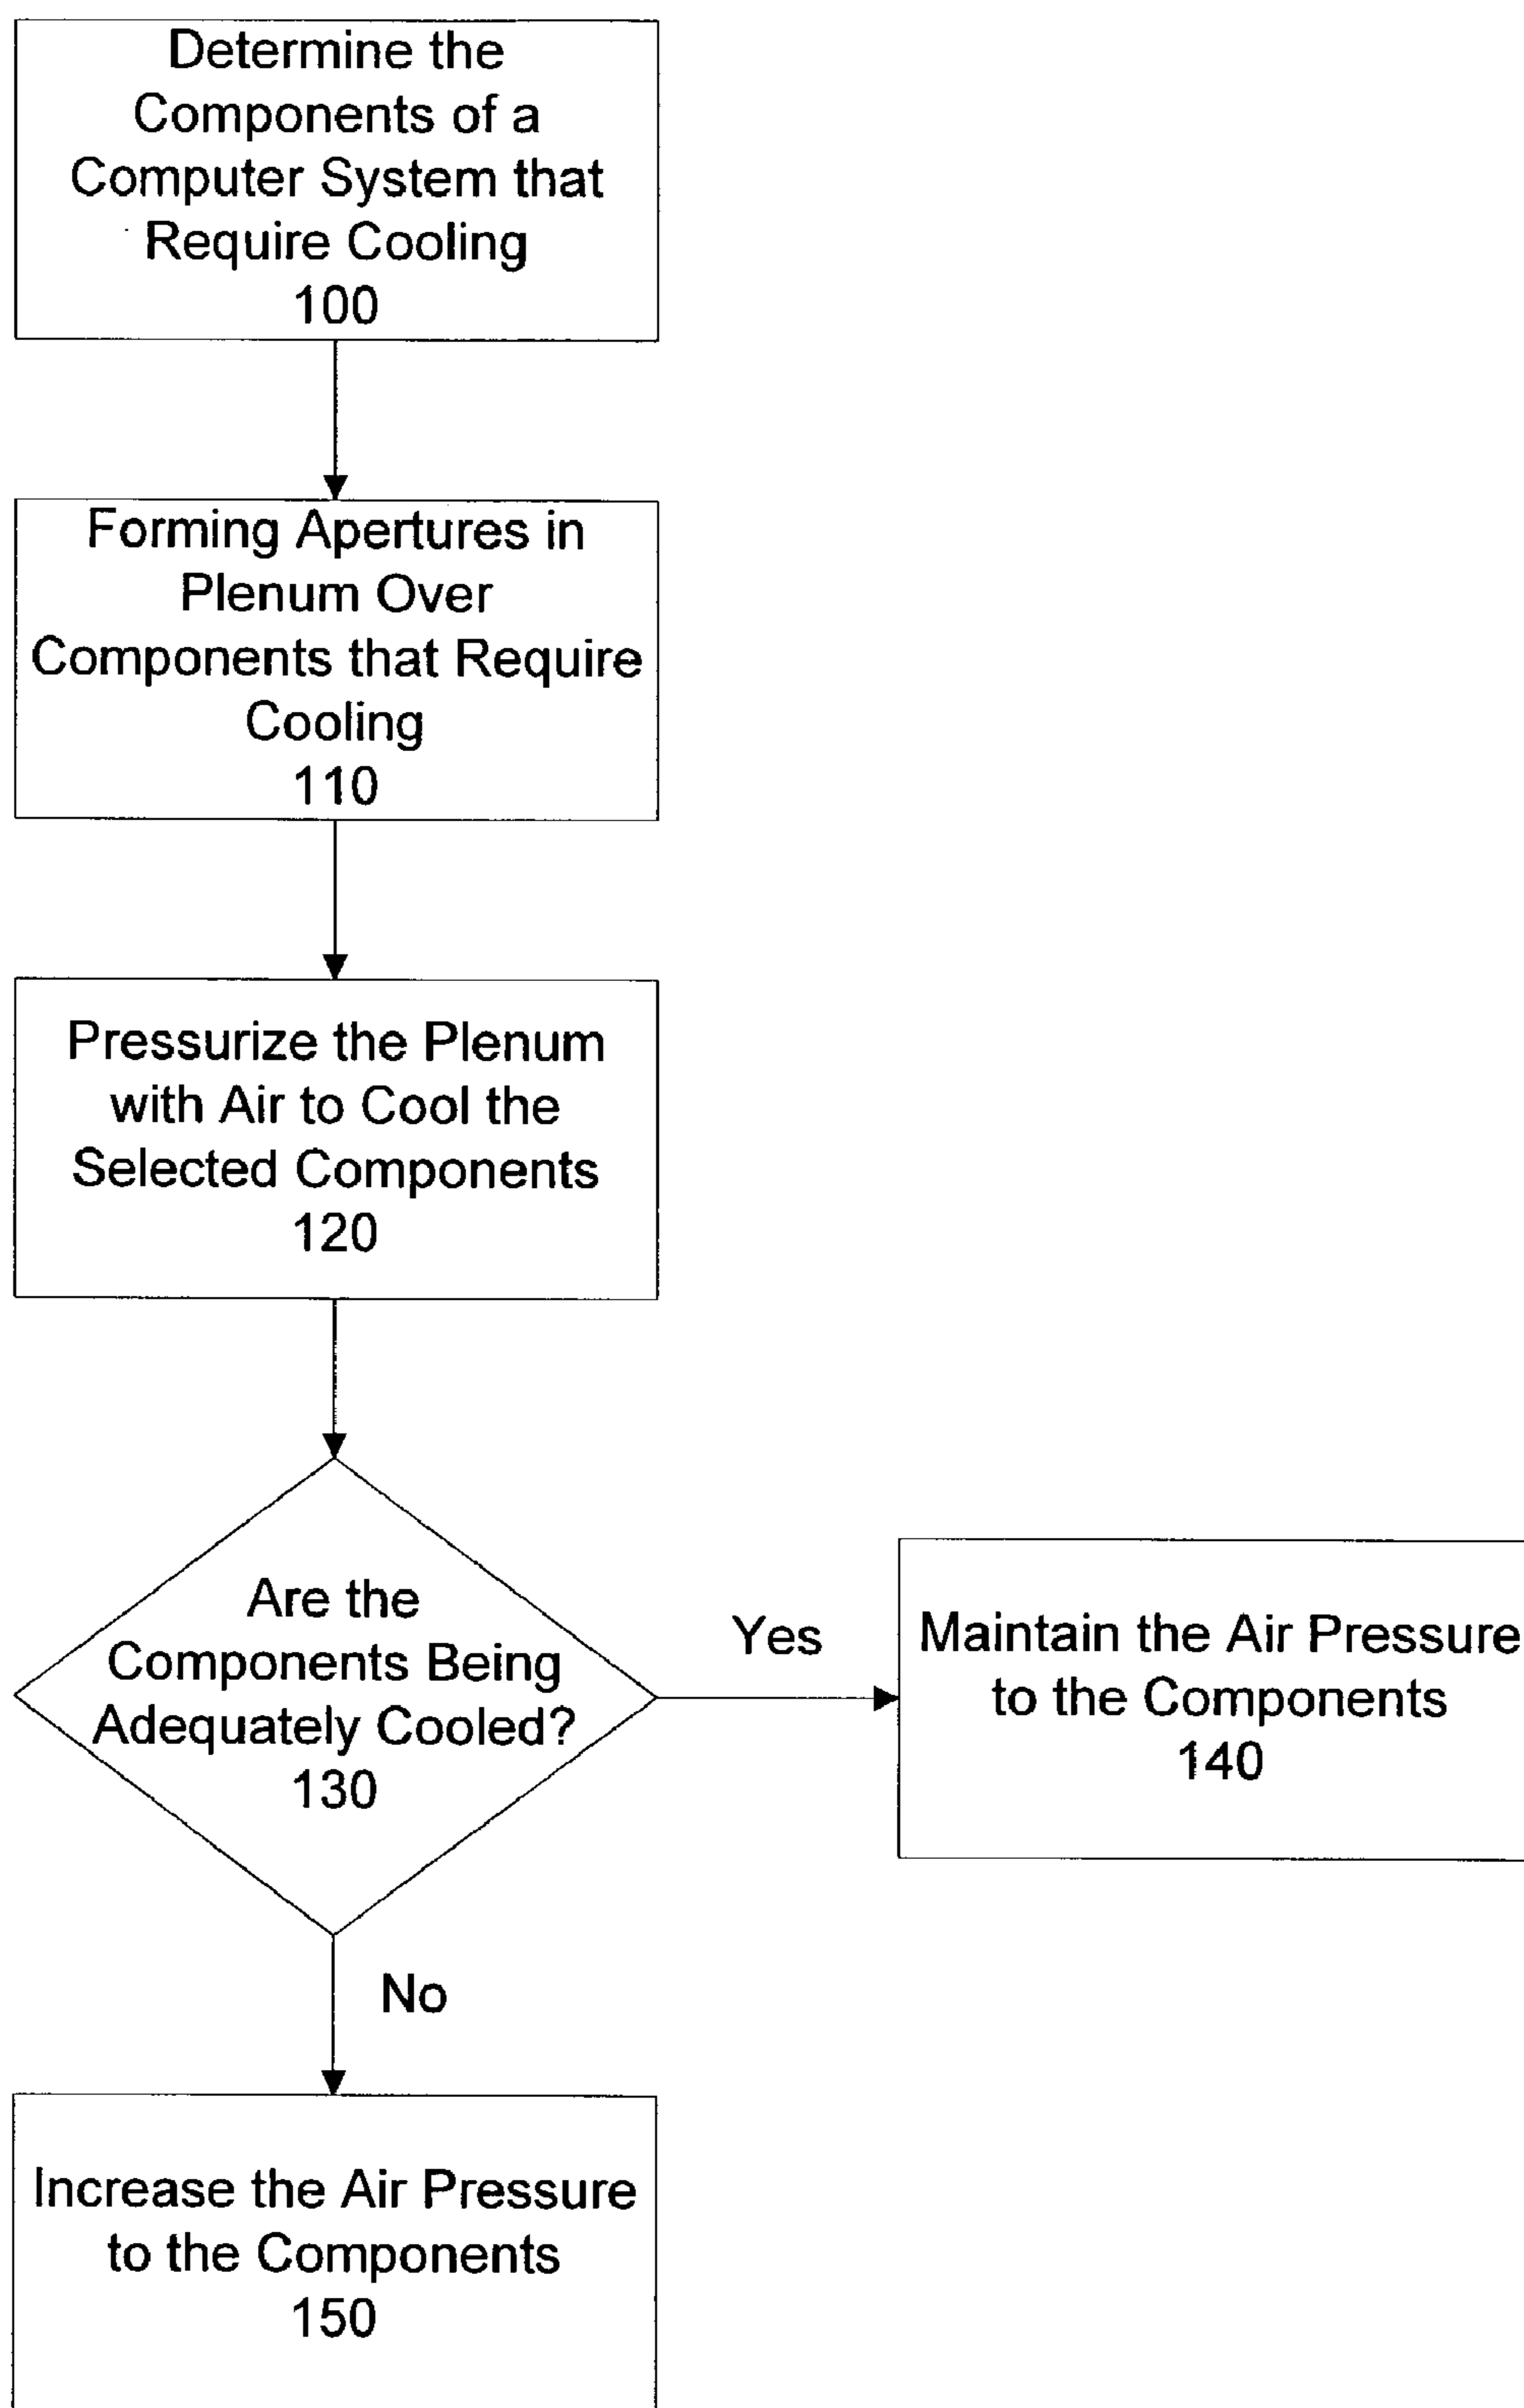 Determine the
Components of a
Computer System that
Require Cooling
100
Forming Apertures in
Plenum Over
Components that Require
Cooling
110
Pressurize the Plenum
with Air to Cool the
Selected Components
120
Are the
Components Being
Adequately Cooled?
130
Yes
Maintain the Air Pressure
to the Components
140
No
Increase the Air Pressure
to the Components
150